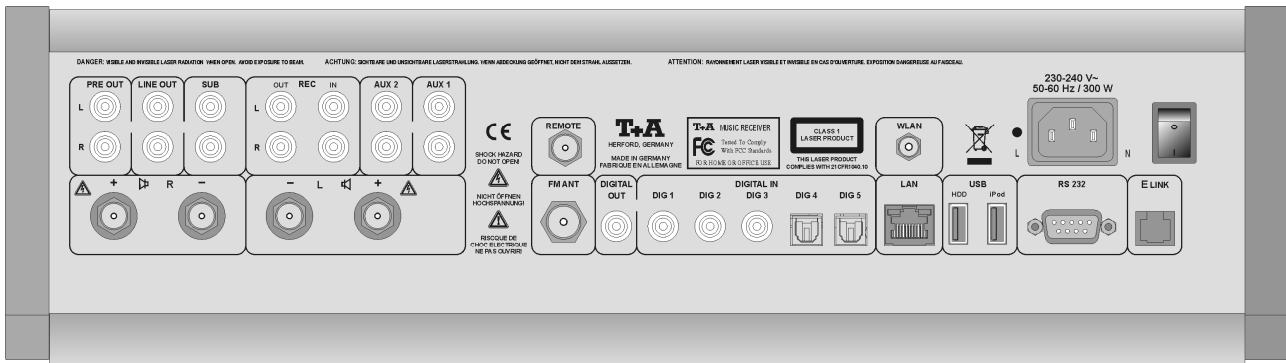 DANGER: VISIBLE AND INVISIBLE LASER RADIATION WHEN OPEN. AVOID EXPOSURE TO BEAM.
ACHTUNG: SICHTBARE UND UNSICHTBARE LASERSTRAHLUNG. WENN ABDECKUNG GEÖFFNET, NICHT DEM STRAHL AUSSETZEN.
ATTENTION: RAYONNEMENT LASER VISIBLE ET INVISIBLE EN CAS D'OUVERTURE. EXPOSITION DANGEREUSE AU FAISCEAU.
PRE OUT
LINE OUT
SUB
OUT REC IN
AUX 2
AUX 1
L
R
L
R
230-240 V~
50-60 Hz / 300 W
L
N
CE
SHOCK HAZARD
DO NOT OPEN!
NICHT ÖFFNEN
HOCHSPANNUNG!
RISCQUE DE
CHOC ELECTRIQUE
NE PAS OUVRIR!
REMOTE
T+A
HERFORD, GERMANY
MADE IN GERMANY
FABRIQUE EN ALLEMAGNE
T+A MUSIC RECEIVER
FC Tested To Comply
With FCC Standards
FOR HOME OR OFFICE USE
CLASS 1
LASER PRODUCT
THIS LASER PRODUCT
COMPLIES WITH 21CFR1040.10
WLAN
+ R −
− L +
FM ANT
DIGITAL
OUT
DIGITAL IN
DIG 1
DIG 2
DIG 3
DIG 4
DIG 5
LAN
USB
HDD
iPod
RS 232
E LINK